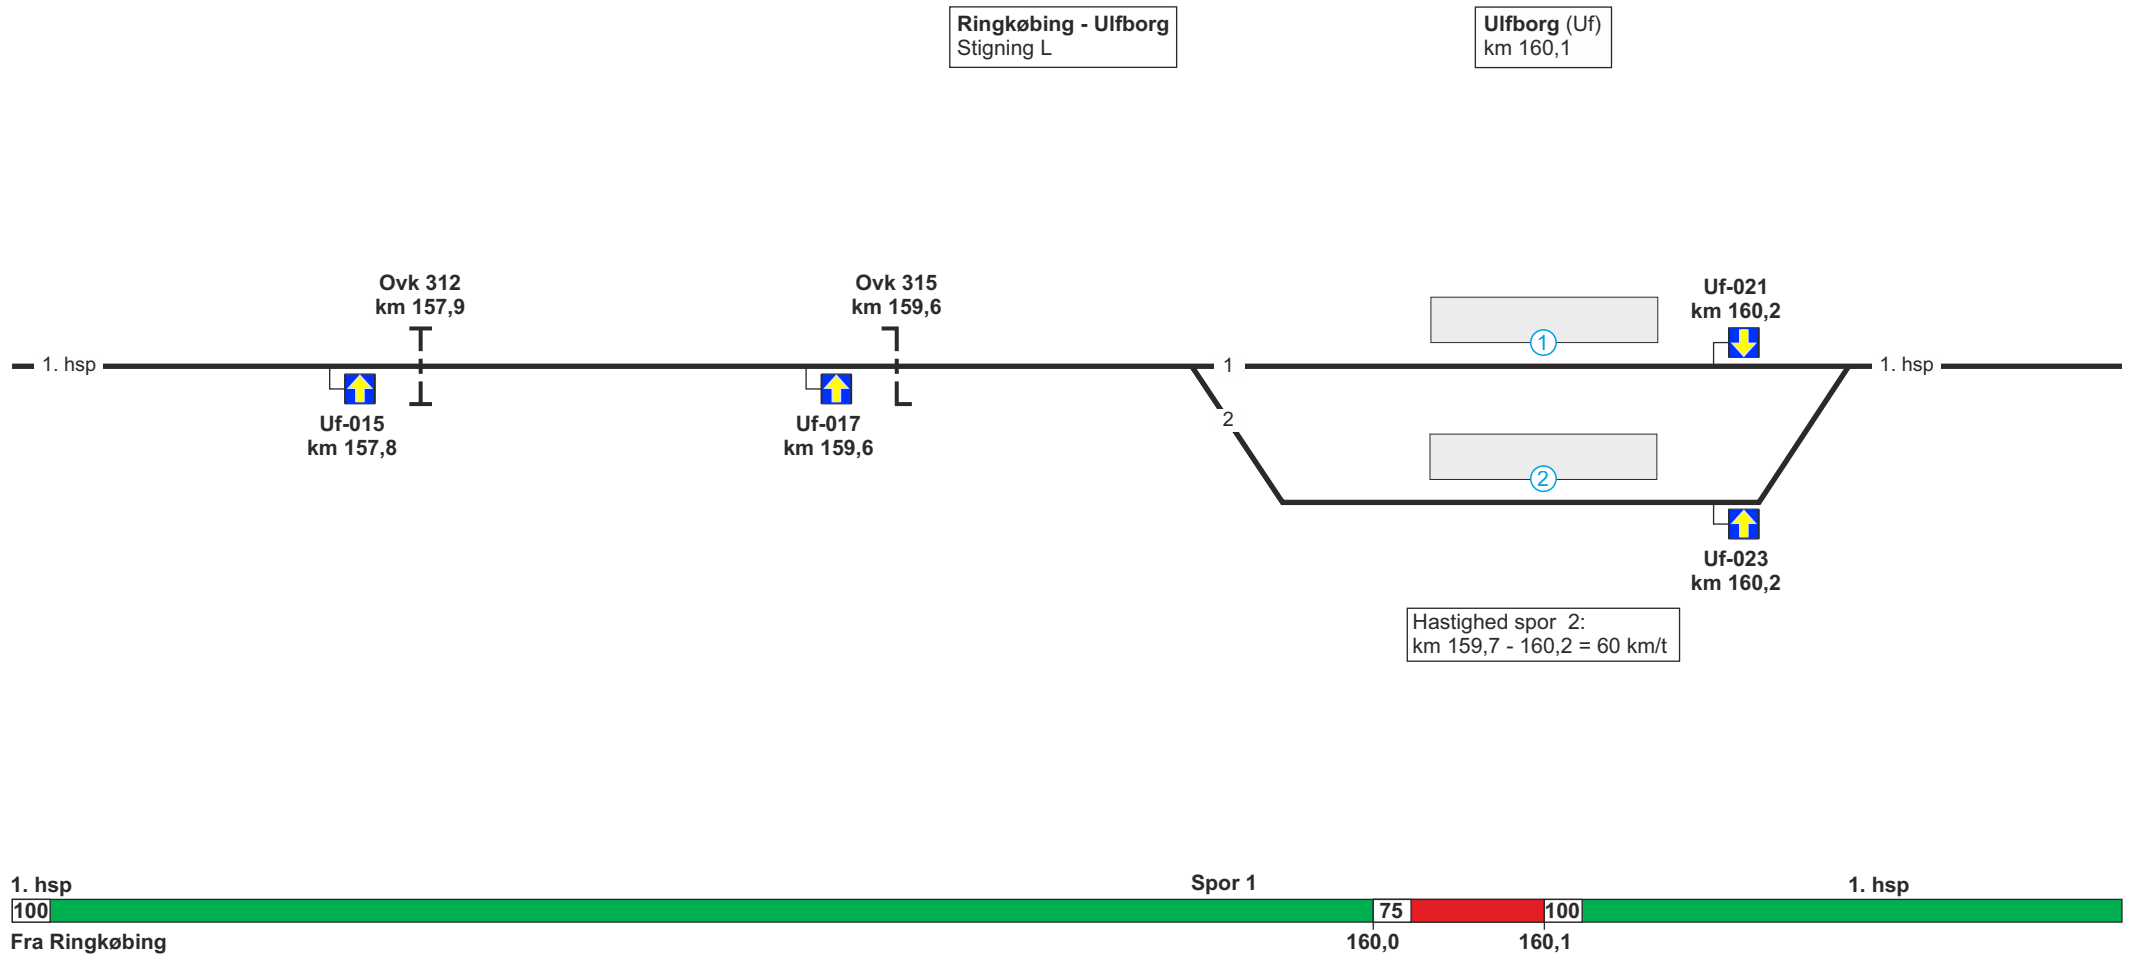 Ringkøbing - Ulfborg
Stigning L
Ulfborg (Uf)
km 160,1
Ovk 312
km 157,9
Ovk 315
km 159,6
Uf-021
km 160,2
1
1. hsp
1
1. hsp
Uf-015
km 157,8
Uf-017
km 159,6
2
2
Uf-023
km 160,2
Hastighed spor 2:
km 159,7 - 160,2 = 60 km/t
1. hsp
Spor 1
1. hsp
100
75
100
Fra Ringkøbing
160,0
160,1